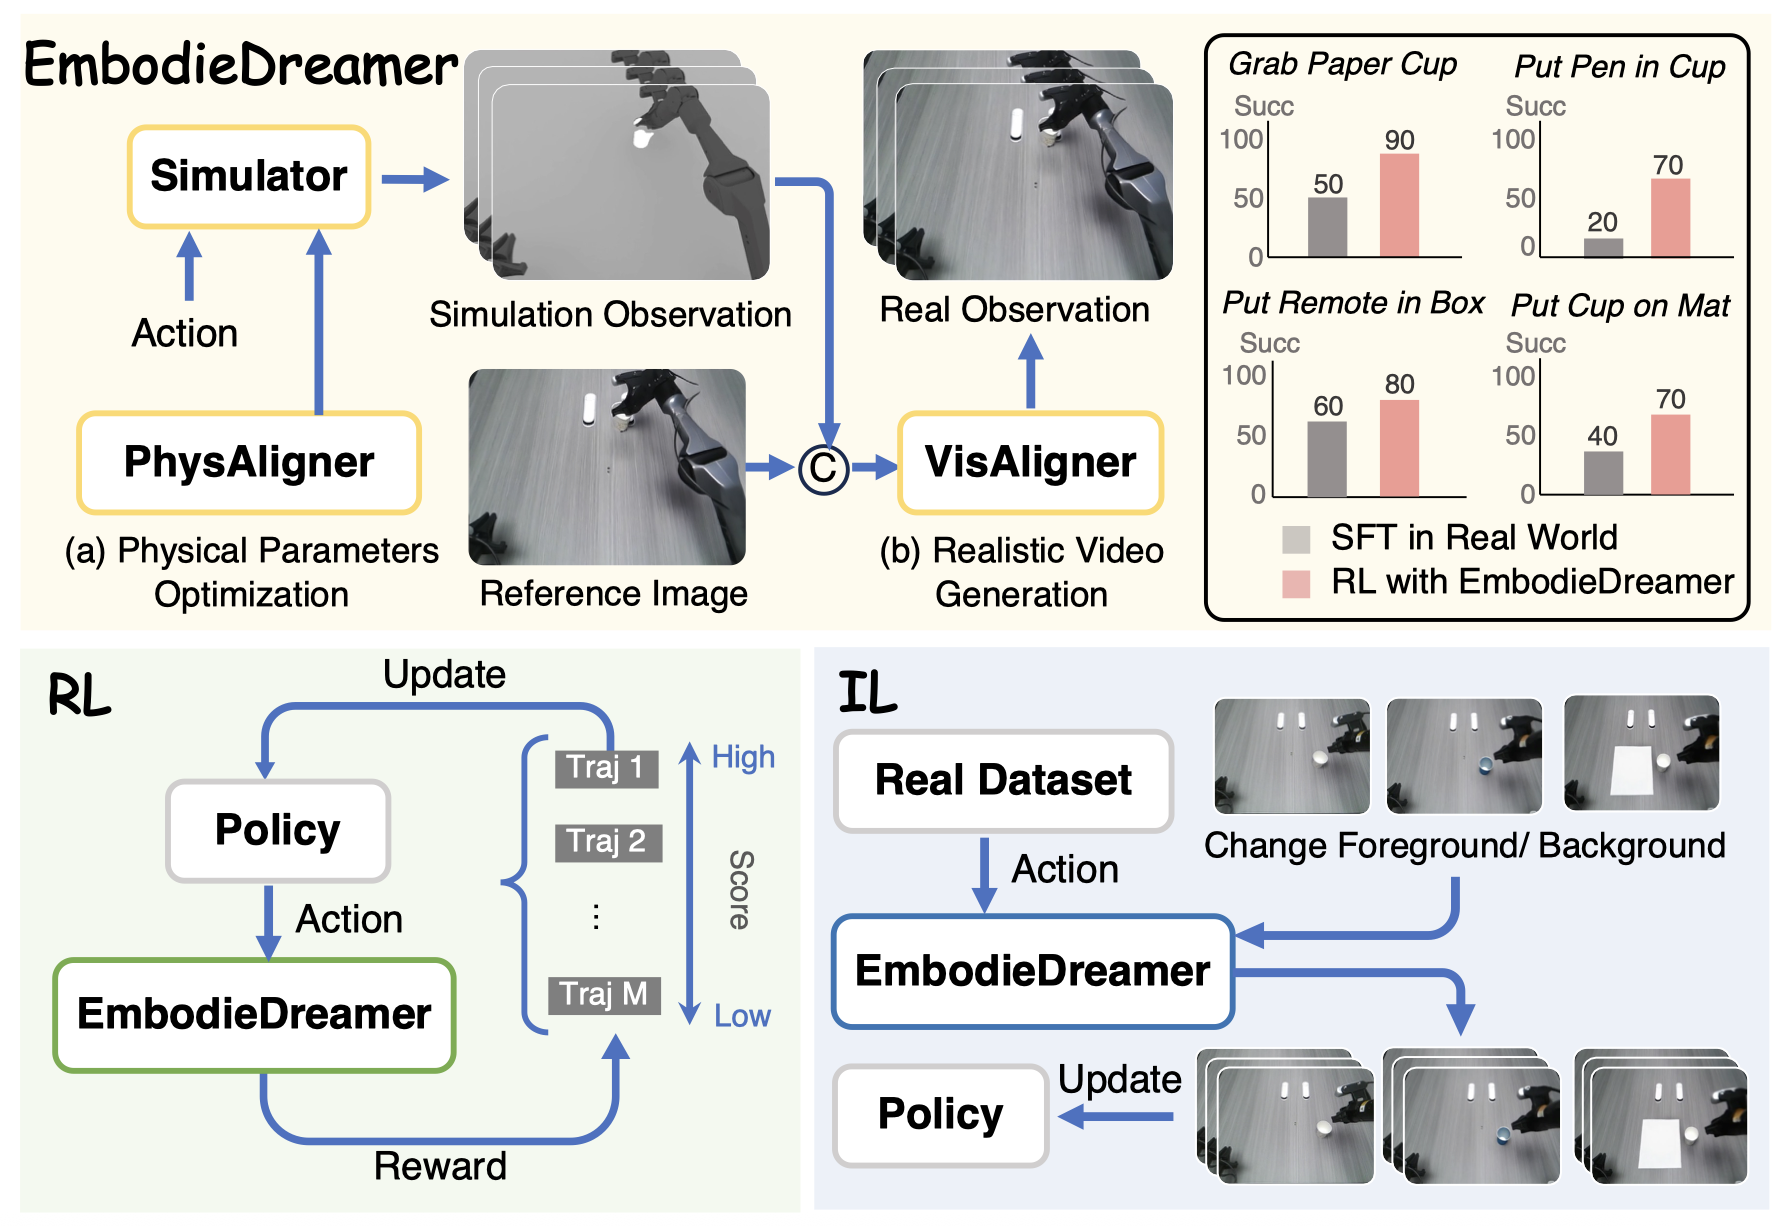 EmbodieDreamer
Simulator
Action
PhysAligner
(a) Physical Parameters
Optimization
Simulation Observation
Reference Image
C
Real Observation
VisAligner
(b) Realistic Video
Generation
Grab Paper Cup
Succ
100
50
0
50
90
Put Pen in Cup
Succ
100
50
0
20
70
Put Remote in Box
Succ
100
50
0
60
80
Put Cup on Mat
Succ
100
50
0
40
70
SFT in Real World
RL with EmbodieDreamer
RL
Update
Policy
Action
EmbodieDreamer
Reward
Traj 1
Traj 2
...
Traj M
High
Score
Low
IL
Real Dataset
Action
Change Foreground/ Background
EmbodieDreamer
Update
Policy